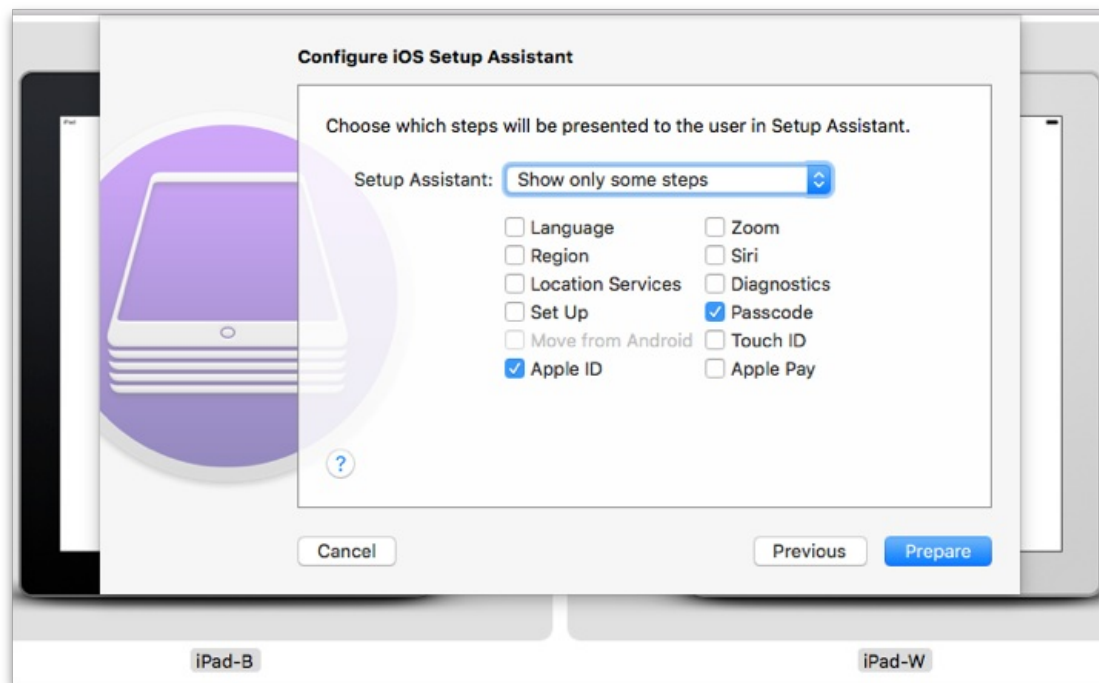 Configure iOS Setup Assistant
iPad
Choose which steps will be presented to the user in Setup Assistant.
Setup Assistant: Show only some steps
Language Zoom
Region Siri
Location Services Diagnostics
Set Up Passcode
Move from Android Touch ID
Apple ID Apple Pay
?
Cancel Previous Prepare
iPad-B iPad-W